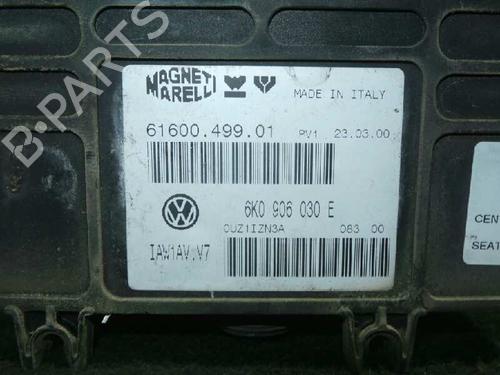 MAGNETI
MARELLI
MADE IN ITALY
61600.499.01 PV1 23.03.00
6K0 906 030 E
0UZ1IZN3A 083 00
IAW1AV.V7
CEN
SEAT
B-PARTS